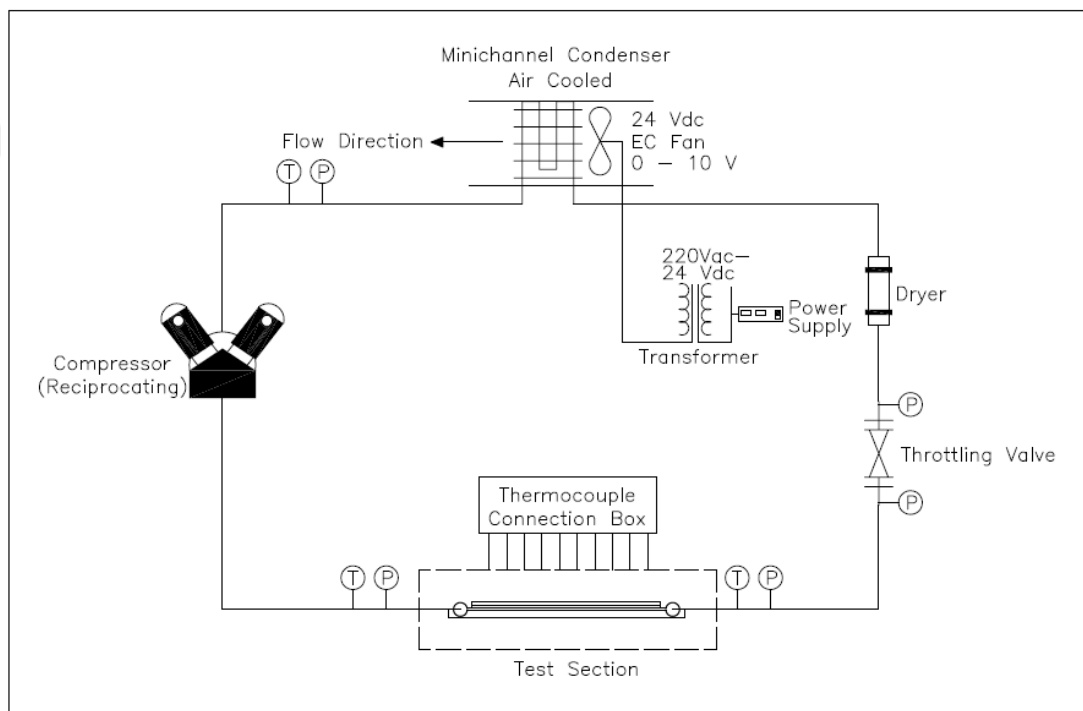 Minichannel Condenser
Air Cooled
24 Vdc
EC Fan
0 - 10 V
Flow Direction
T
P
220Vac-
24 Vdc
Power
Supply
Transformer
Dryer
Compressor
(Reciprocating)
P
Throttling Valve
P
Thermocouple
Connection Box
T
P
T
P
Test Section